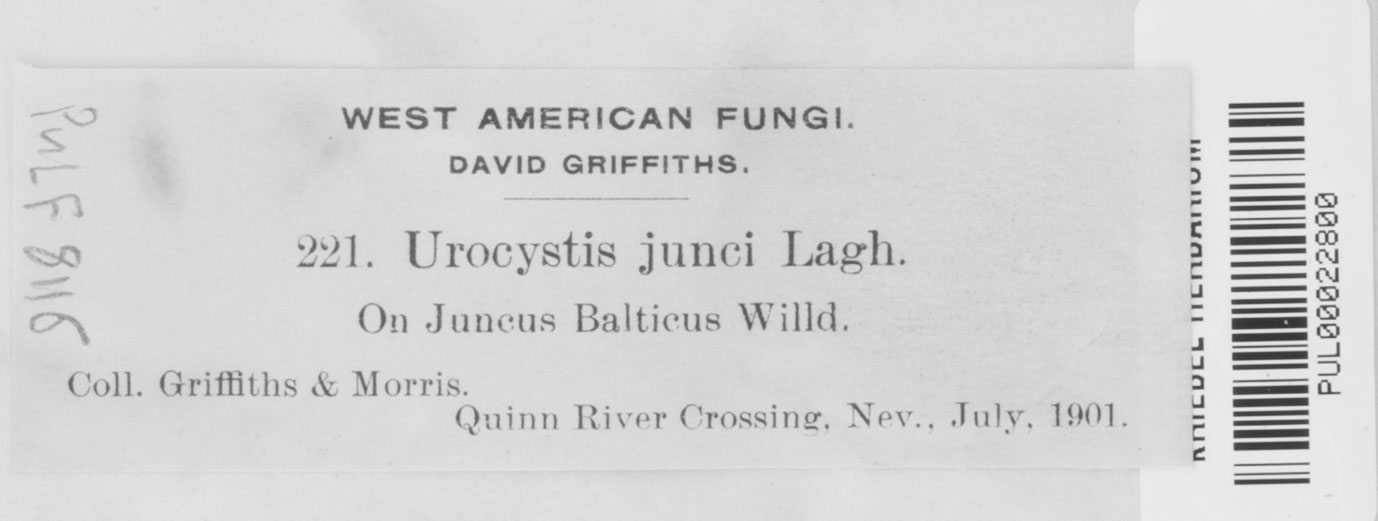 WEST AMERICAN FUNGI.
DAVID GRIFFITHS.
221. Urocystis junci Lagh.
On Juncus Balticus Willd.
Coll. Griffiths & Morris.
Quinn River Crossing, Nev., July, 1901.
PUL F 8116
KRIEBEL HERBARIUM
PUL00022800